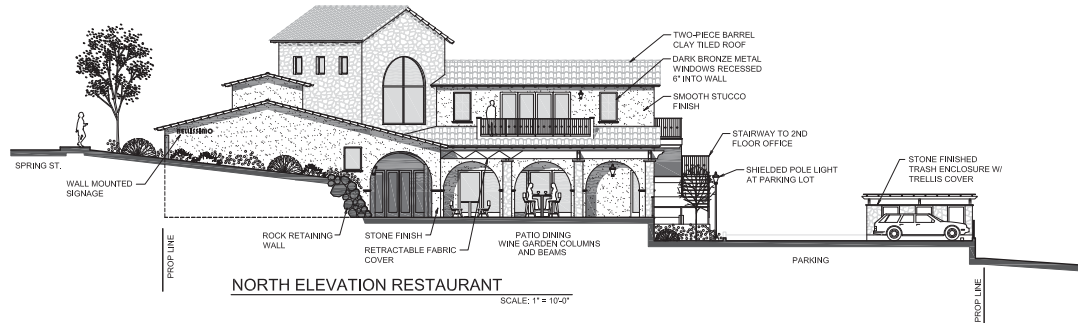 TWO-PIECE BARREL
CLAY TILED ROOF
DARK BRONZE METAL
WINDOWS RECESSED
6" INTO WALL
SMOOTH STUCCO
FINISH
STAIRWAY TO 2ND
FLOOR OFFICE
SHIELDED POLE LIGHT
AT PARKING LOT
STONE FINISHED
TRASH ENCLOSURE W/
TRELLIS COVER
BELLISSIMO
SPRING ST.
WALL MOUNTED
SIGNAGE
ROCK RETAINING
WALL
STONE FINISH
RETRACTABLE FABRIC
COVER
PATIO DINING
WINE GARDEN COLUMNS
AND BEAMS
PARKING
PROP LINE
PROP LINE
NORTH ELEVATION RESTAURANT
SCALE: 1" = 10'-0"